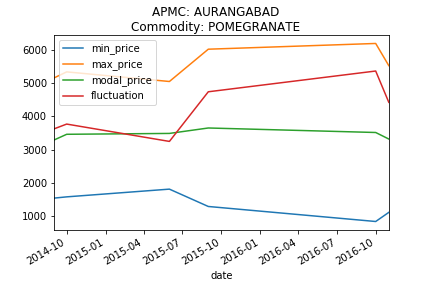 APMC: AURANGABAD
Commodity: POMEGRANATE
6000
5000
4000
3000
2000
1000
min_price
max_price
modal_price
fluctuation
2014-10
2015-01
2015-04
2015-07
2015-10
2016-01
2016-04
2016-07
2016-10
date